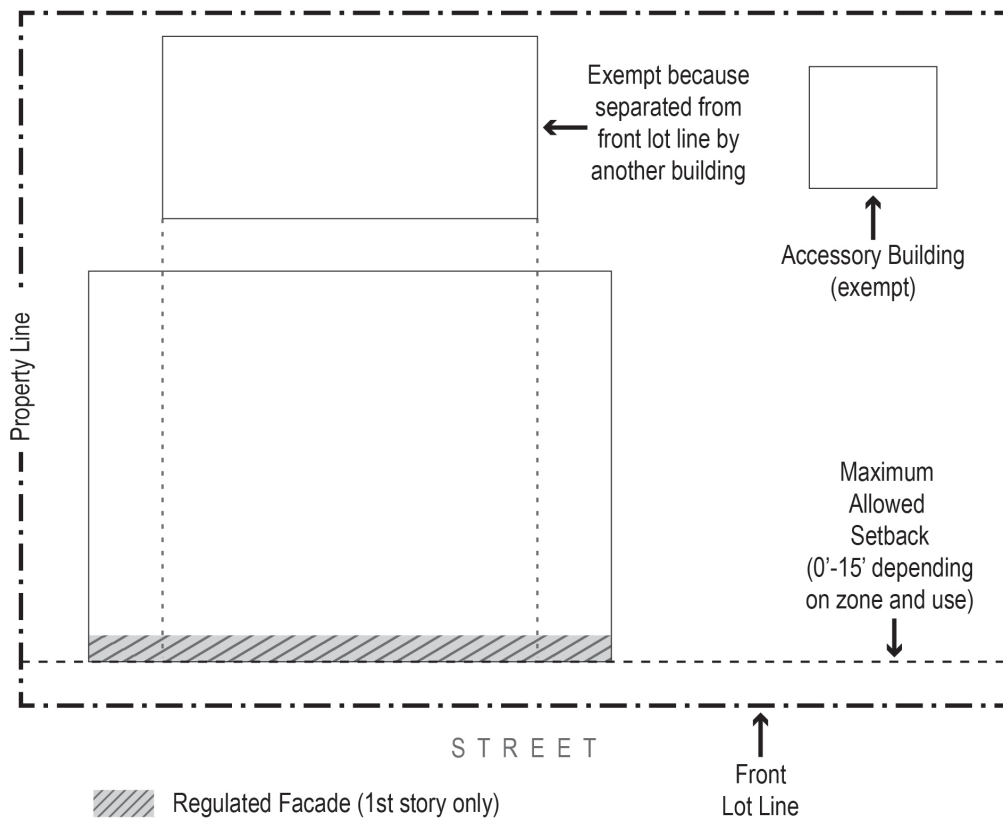 Exempt because
separated from
front lot line by
another building
Accessory Building
(exempt)
Property Line
Maximum
Allowed
Setback
(0'-15' depending
on zone and use)
STREET
Front
Lot Line
Regulated Facade (1st story only)